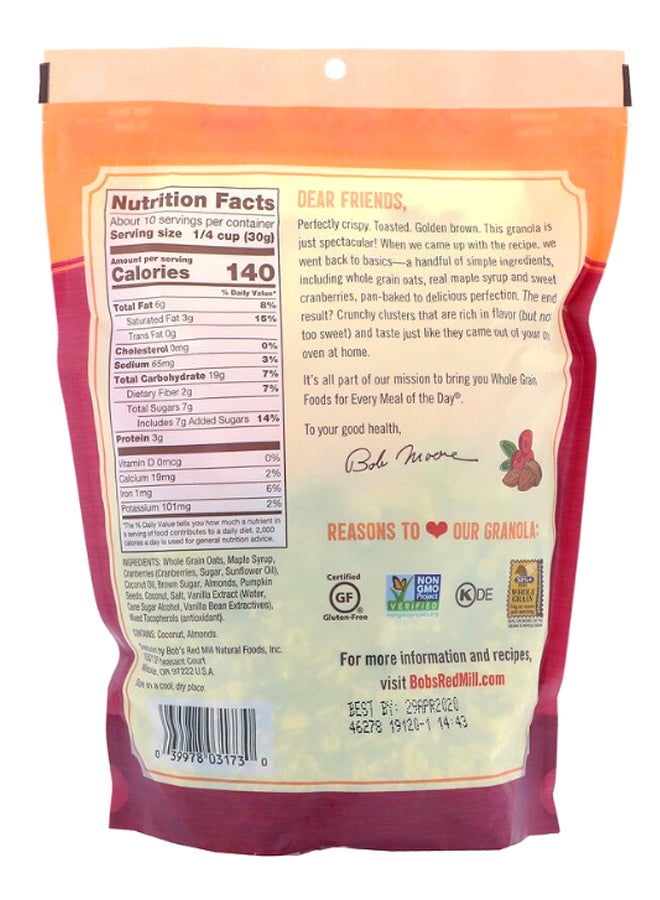 Nutrition Facts
About 10 servings per container
Serving size 1/4 cup (30g)
Amount per serving
Calories 140
% Daily Value*
Total Fat 6g 8%
Saturated Fat 3g 15%
Trans Fat 0g
Cholesterol 0mg 0%
Sodium 65mg 3%
Total Carbohydrate 19g 7%
Dietary Fiber 2g 7%
Total Sugars 7g
Includes 7g Added Sugars 14%
Protein 3g
Vitamin D 0mcg 0%
Calcium 19mg 2%
Iron 1mg 6%
Potassium 101mg 2%
*The % Daily Value tells you how much a nutrient in
a serving of food contributes to a daily diet. 2,000
calories a day is used for general nutrition advice.
INGREDIENTS: Whole Grain Oats, Maple Syrup,
Cranberries (Cranberries, Sugar, Sunflower Oil),
Coconut Oil, Brown Sugar, Almonds, Pumpkin
Seeds, Coconut, Salt, Vanilla Extract (Water,
Cane Sugar Alcohol, Vanilla Bean Extractives),
Mixed Tocopherols (antioxidant).
CONTAINS: Coconut, Almonds.
by Bob's Red Mill Natural Foods, Inc.
Court
OR 97222 U.S.A.
in a cool, dry place.
0 39978 03173 0
DEAR FRIENDS,
Perfectly crispy. Toasted. Golden brown. This granola is
just spectacular! When we came up with the recipe, we
went back to basics—a handful of simple ingredients,
including whole grain oats, real maple syrup and sweet
cranberries, pan-baked to delicious perfection. The end
result? Crunchy clusters that are rich in flavor (but no
too sweet) and taste just like they came out of your o
oven at home.
It's all part of our mission to bring you Whole Grain
Foods for Every Meal of the Day®.
To your good health,
Bob Moore
REASONS TO ❤ OUR GRANOLA:
Certified
GF
Gluten-Free
NON
GMO
Project
VERIFIED
nongmoproject.org
K DE
50%+
WHOLE
GRAIN
For more information and recipes,
visit BobsRedMill.com
BEST BY: 29APR2020
46278 19120-1 14:43